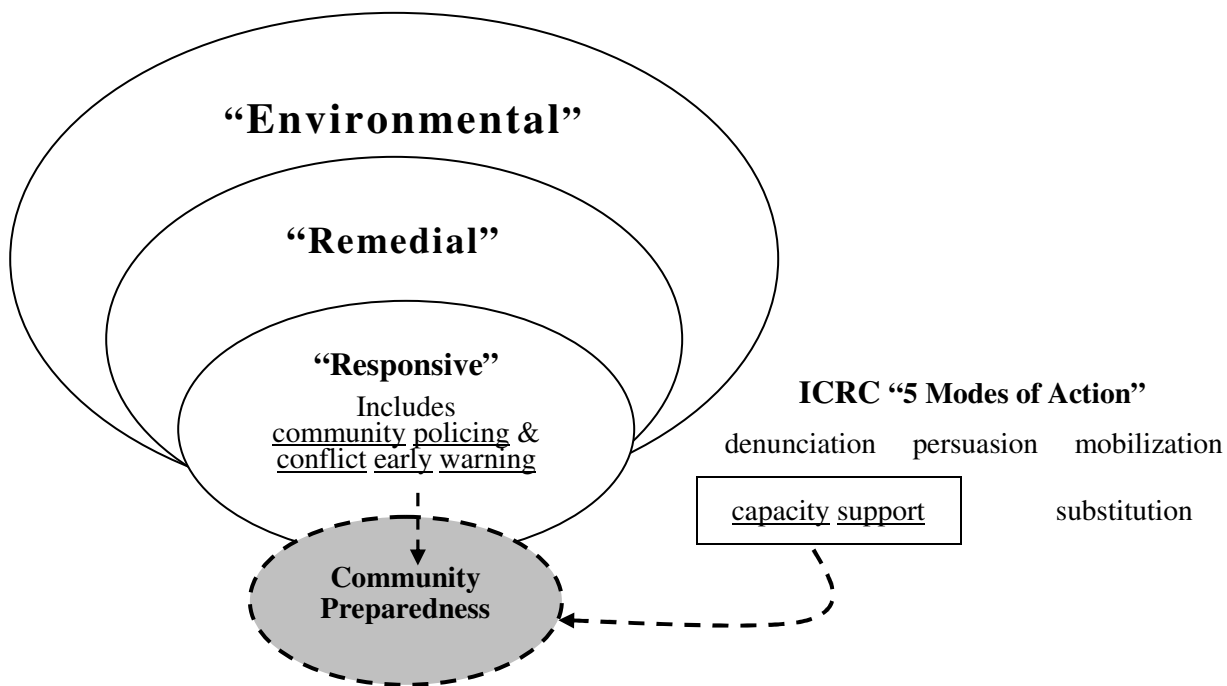 “Environmental”
“Remedial”
“Responsive”
Includes
community policing &
conflict early warning
Community
Preparedness
ICRC “5 Modes of Action”
denunciation persuasion mobilization
capacity support substitution